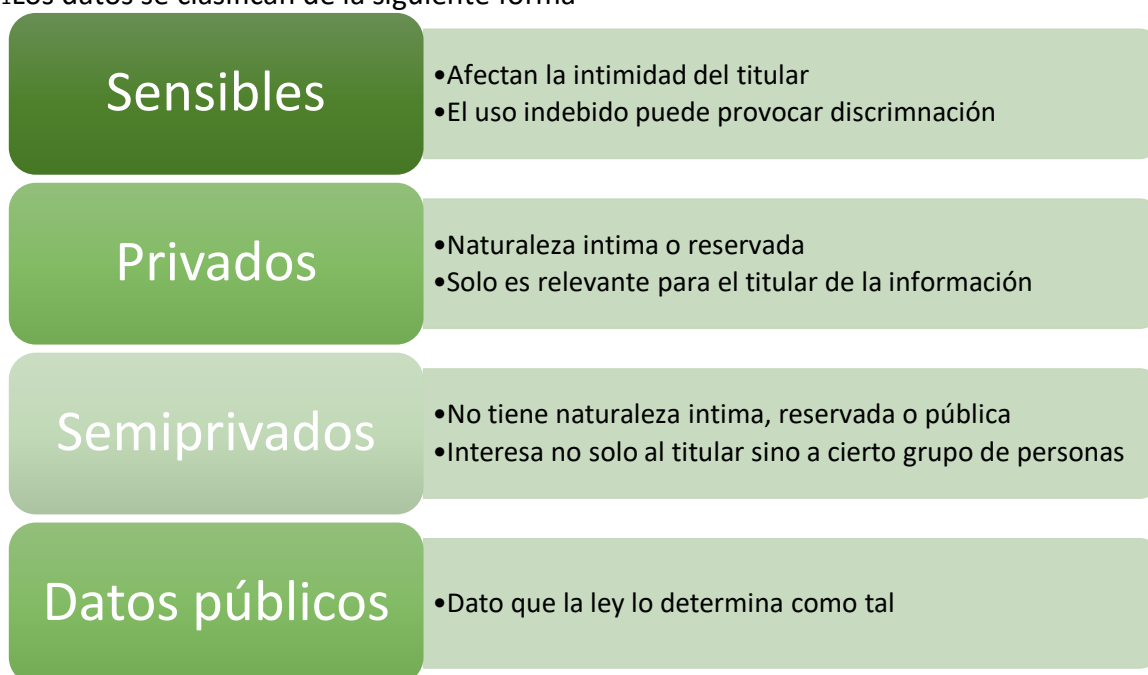 1Los datos se clasifican de la siguiente forma
Sensibles
•Afectan la intimidad del titular
•El uso indebido puede provocar discrimnación
Privados
•Naturaleza intima o reservada
•Solo es relevante para el titular de la información
Semiprivados
•No tiene naturaleza intima, reservada o pública
•Interesa no solo al titular sino a cierto grupo de personas
Datos públicos
•Dato que la ley lo determina como tal